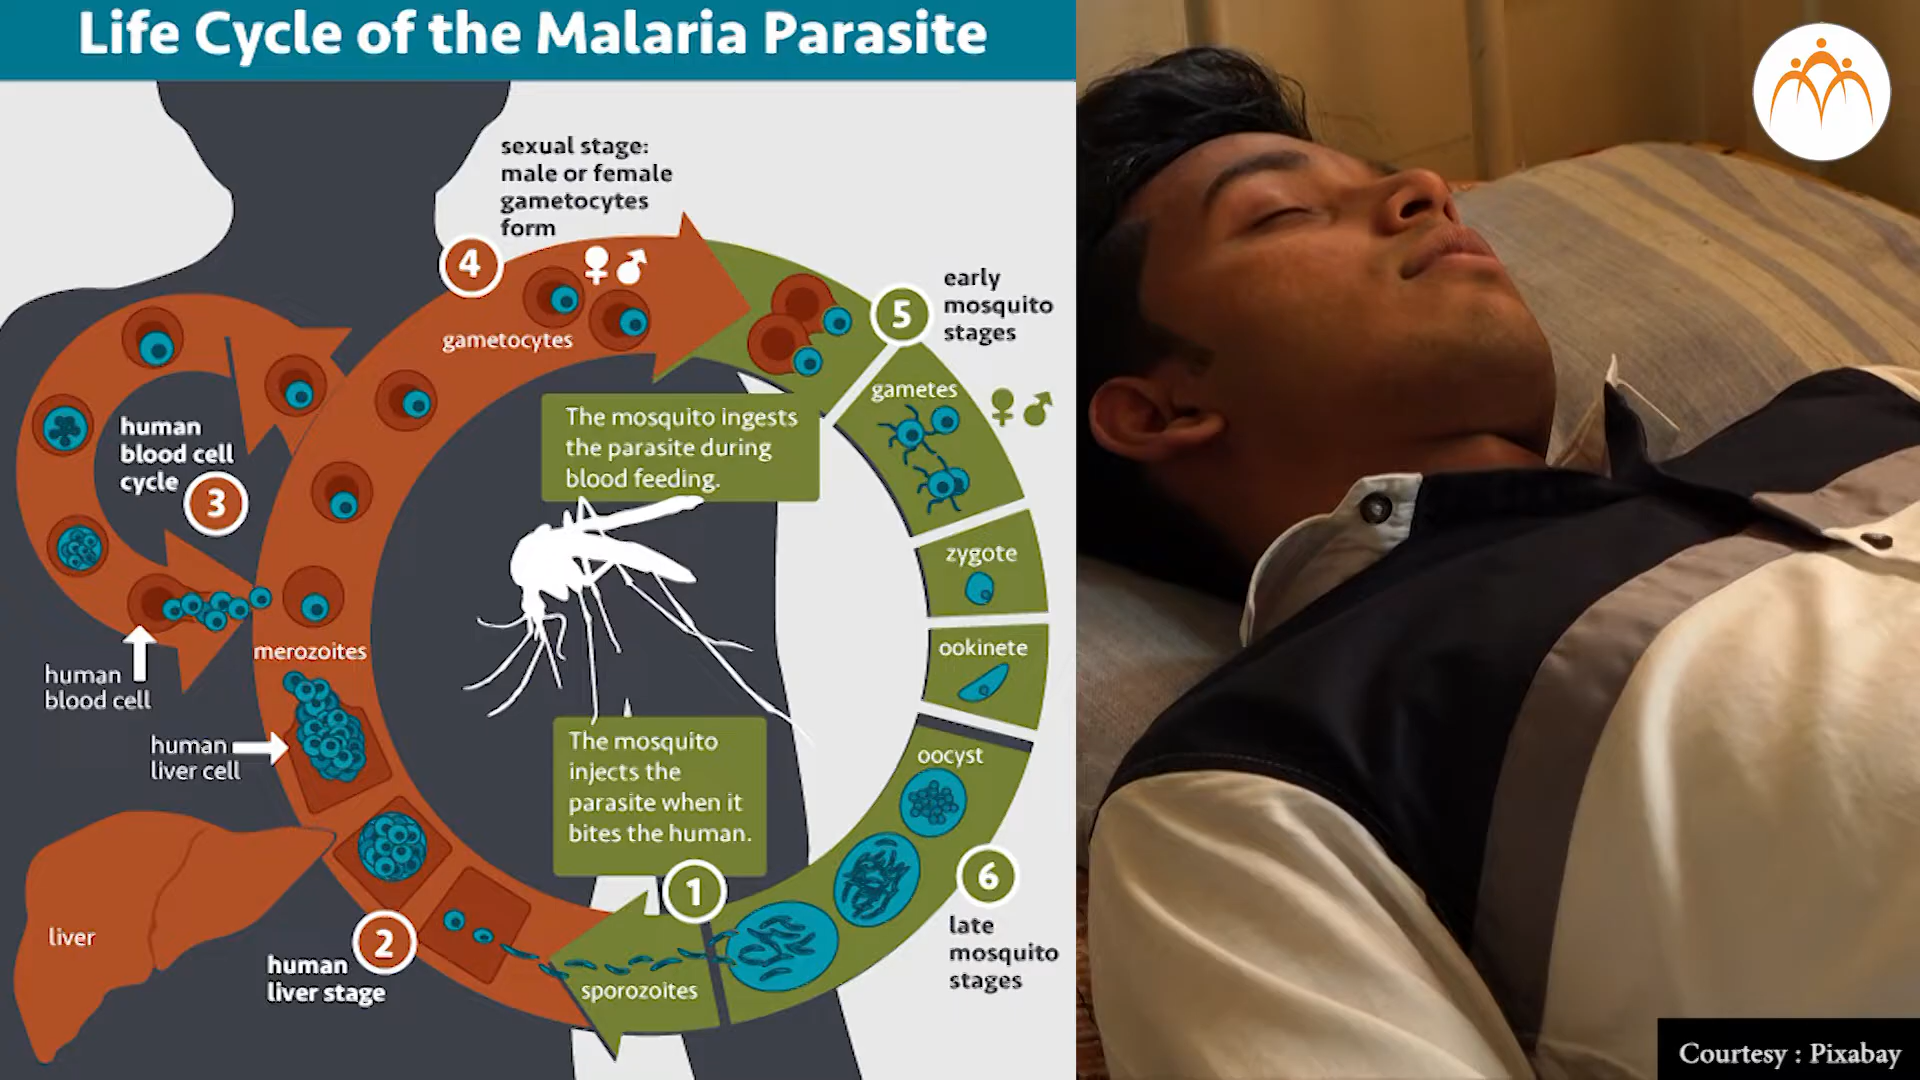 Life Cycle of the Malaria Parasite
sexual stage:
male or female
gametocytes
form
4
gametocytes
5
early
mosquito
stages
gametes
The mosquito ingests
the parasite during
blood feeding.
human
blood cell
cycle
3
zygote
ookinete
merozoites
human
blood cell
human
liver cell
The mosquito
injects the
parasite when it
bites the human.
oocyst
1
6
late
mosquito
stages
liver
2
human
liver stage
sporozoites
Courtesy : Pixabay